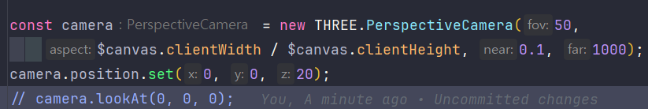 const camera : PerspectiveCamera = new THREE.PerspectiveCamera( fov: 50,
aspect: $canvas.clientWidth / $canvas.clientHeight, near: 0.1, far: 1000);
camera.position.set( x: 0, y: 0, z: 20);
// camera.lookAt(0, 0, 0); You, A minute ago • Uncommitted changes